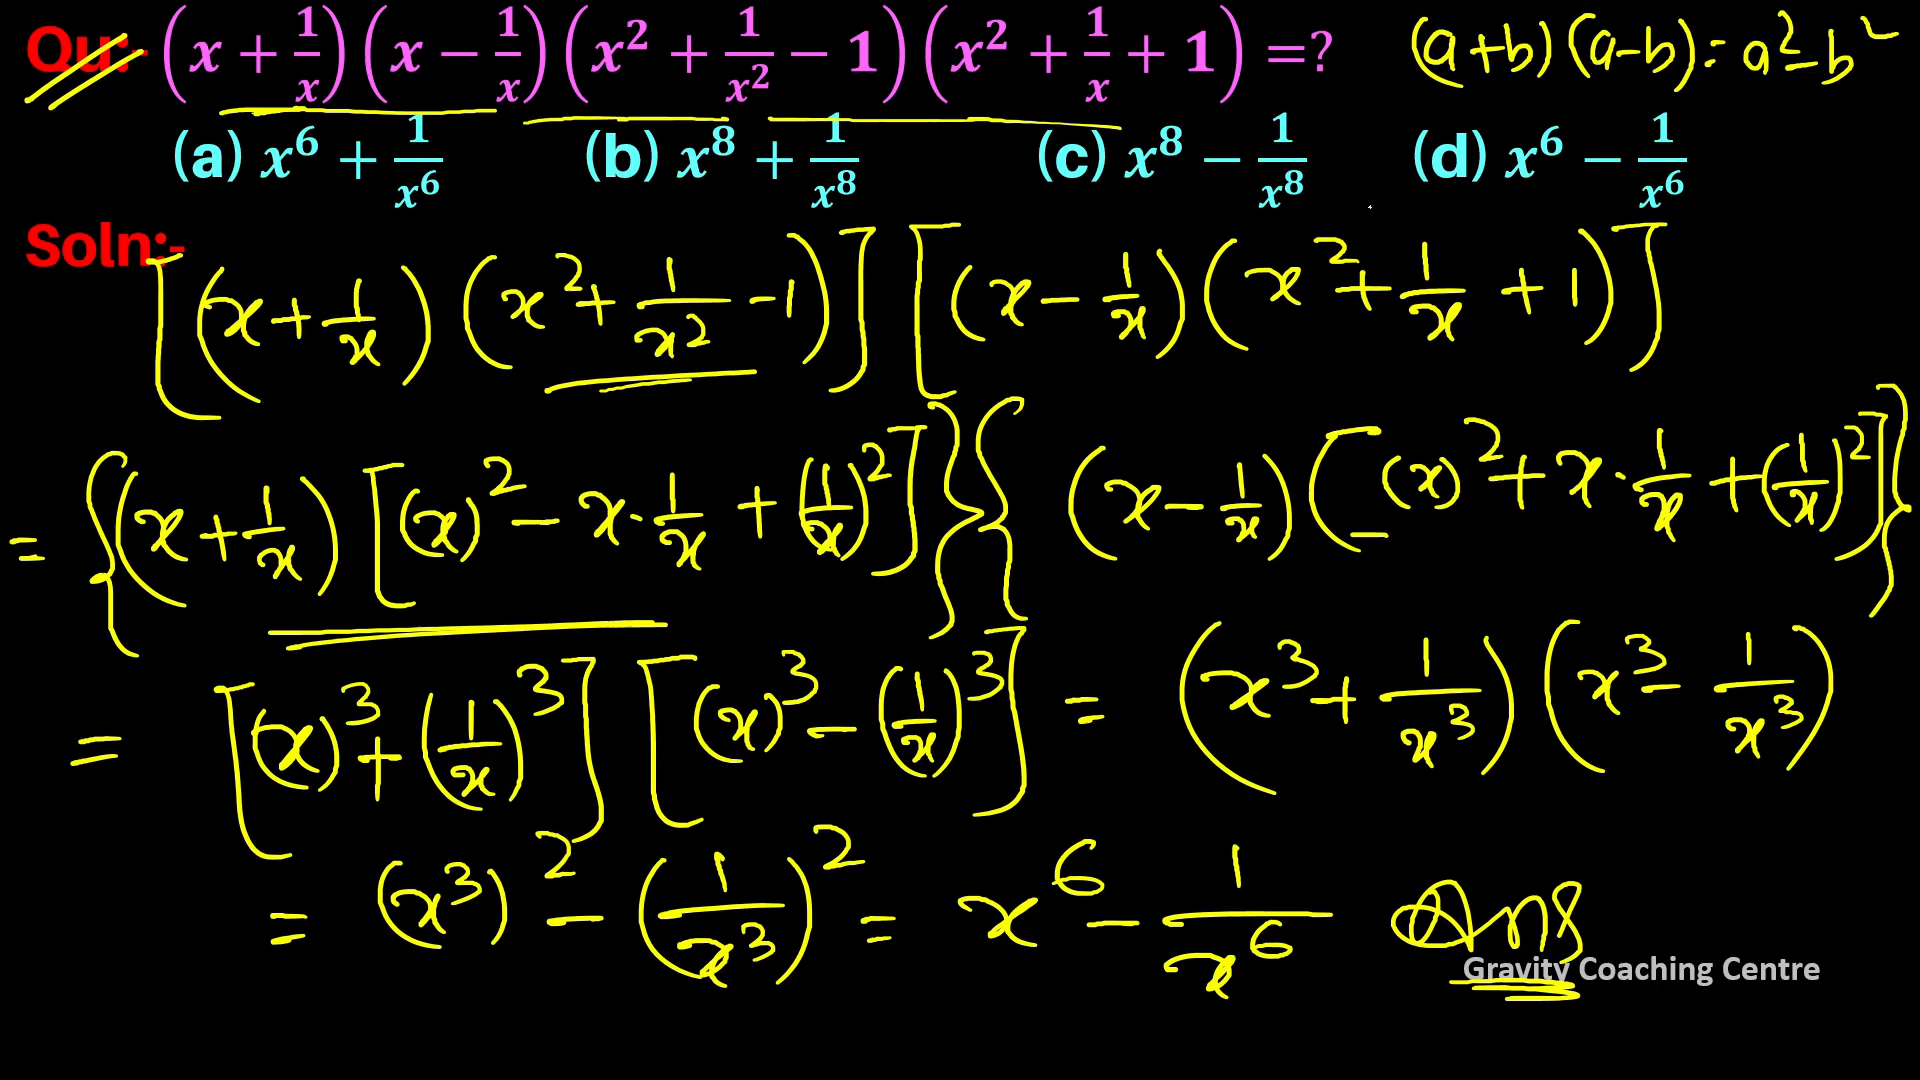 Qu:- (x + 1/x)(x − 1/x)(x² + 1/x² − 1)(x² + 1/x + 1) =? (a+b)(a-b) = a²-b²
(a) x⁶ + 1/x⁶ (b) x⁸ + 1/x⁸ (c) x⁸ − 1/x⁸ (d) x⁶ − 1/x⁶
Soln:- [(x + 1/x)(x² + 1/x² - 1)] [(x - 1/x)(x² + 1/x + 1)]
= {(x + 1/x)[(x)² - x·1/x + (1/x)²]}{(x - 1/x)[(x)² + x·1/x + (1/x)²]}
= [(x)³ + (1/x)³][(x)³ - (1/x)³] = (x³ + 1/x³)(x³ - 1/x³)
= (x³)² - (1/x³)² = x⁶ - 1/x⁶ Ans
Gravity Coaching Centre